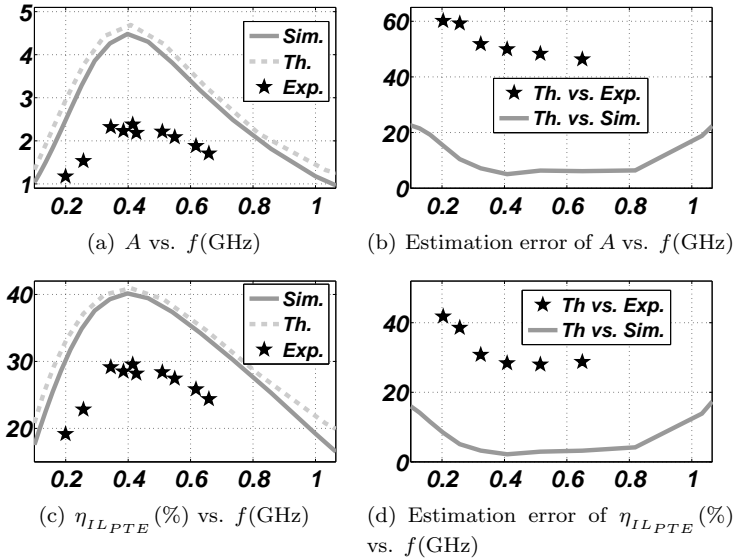 5
4
3
2
1
0.2 0.4 0.6 0.8 1
Sim.
Th.
Exp.
(a) A vs. f(GHz)
60
40
20
0
0.2 0.4 0.6 0.8 1
Th. vs. Exp.
Th. vs. Sim.
(b) Estimation error of A vs. f(GHz)
40
30
20
0.2 0.4 0.6 0.8 1
Sim.
Th.
Exp.
(c) η_{IL_{PTE}}(%) vs. f(GHz)
40
20
0
0.2 0.4 0.6 0.8 1
Th vs. Exp.
Th vs. Sim.
(d) Estimation error of η_{IL_{PTE}}(%)
vs. f(GHz)